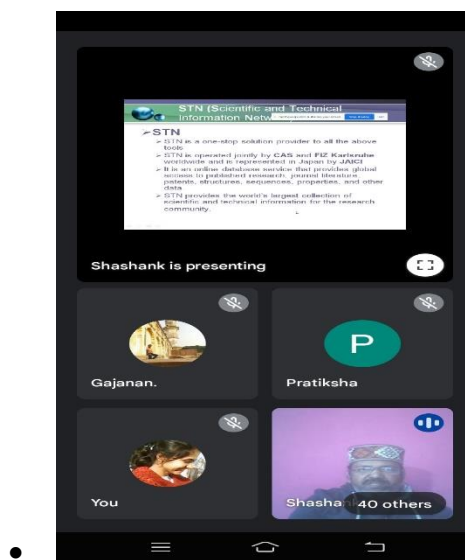 STN (Scientific and Technical
Information Netw
➢STN
➢ STN is a one-stop solution provider to all the above
tools
➢ STN is operated jointly by CAS and FIZ Karlsruhe
worldwide and is represented in Japan by JAICI
➢ It is an online database service that provides global
access to published research, journal literature,
patents, structures, sequences, properties, and other
data
➢ STN provides the world's largest collection of
scientific and technical information for the research
community.
Shashank is presenting
Gajanan.
P
Pratiksha
You
Shasha
40 others